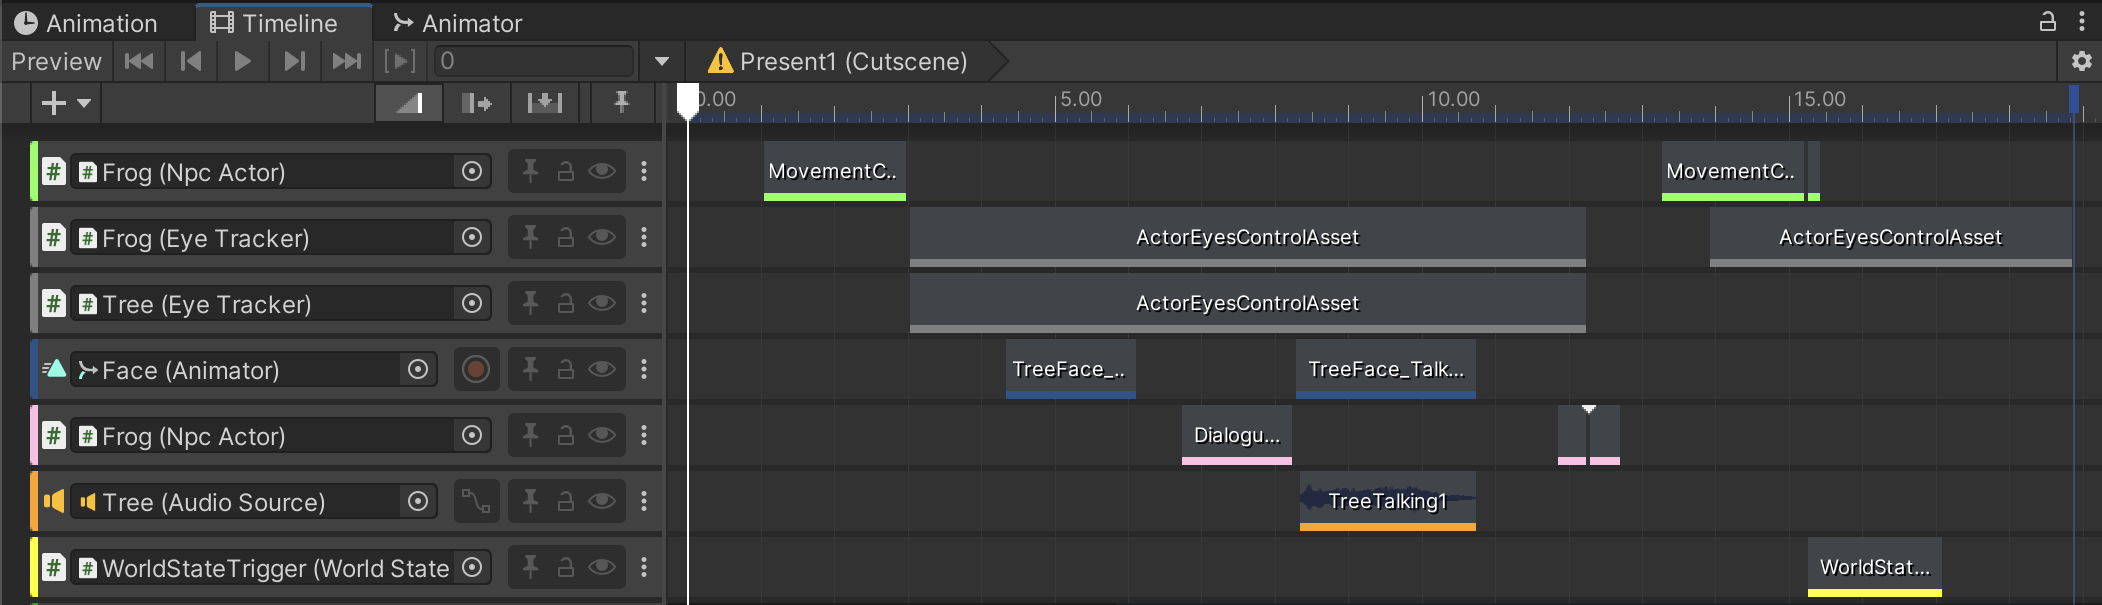 Animation Timeline Animator
Preview 0 Present1 (Cutscene)
0.00 5.00 10.00 15.00
# # Frog (Npc Actor) MovementC.. MovementC..
# # Frog (Eye Tracker) ActorEyesControlAsset ActorEyesControlAsset
# # Tree (Eye Tracker) ActorEyesControlAsset
Face (Animator) TreeFace_.. TreeFace_Talk...
# # Frog (Npc Actor) Dialogu...
Tree (Audio Source) TreeTalking1
# # WorldStateTrigger (World State WorldStat...